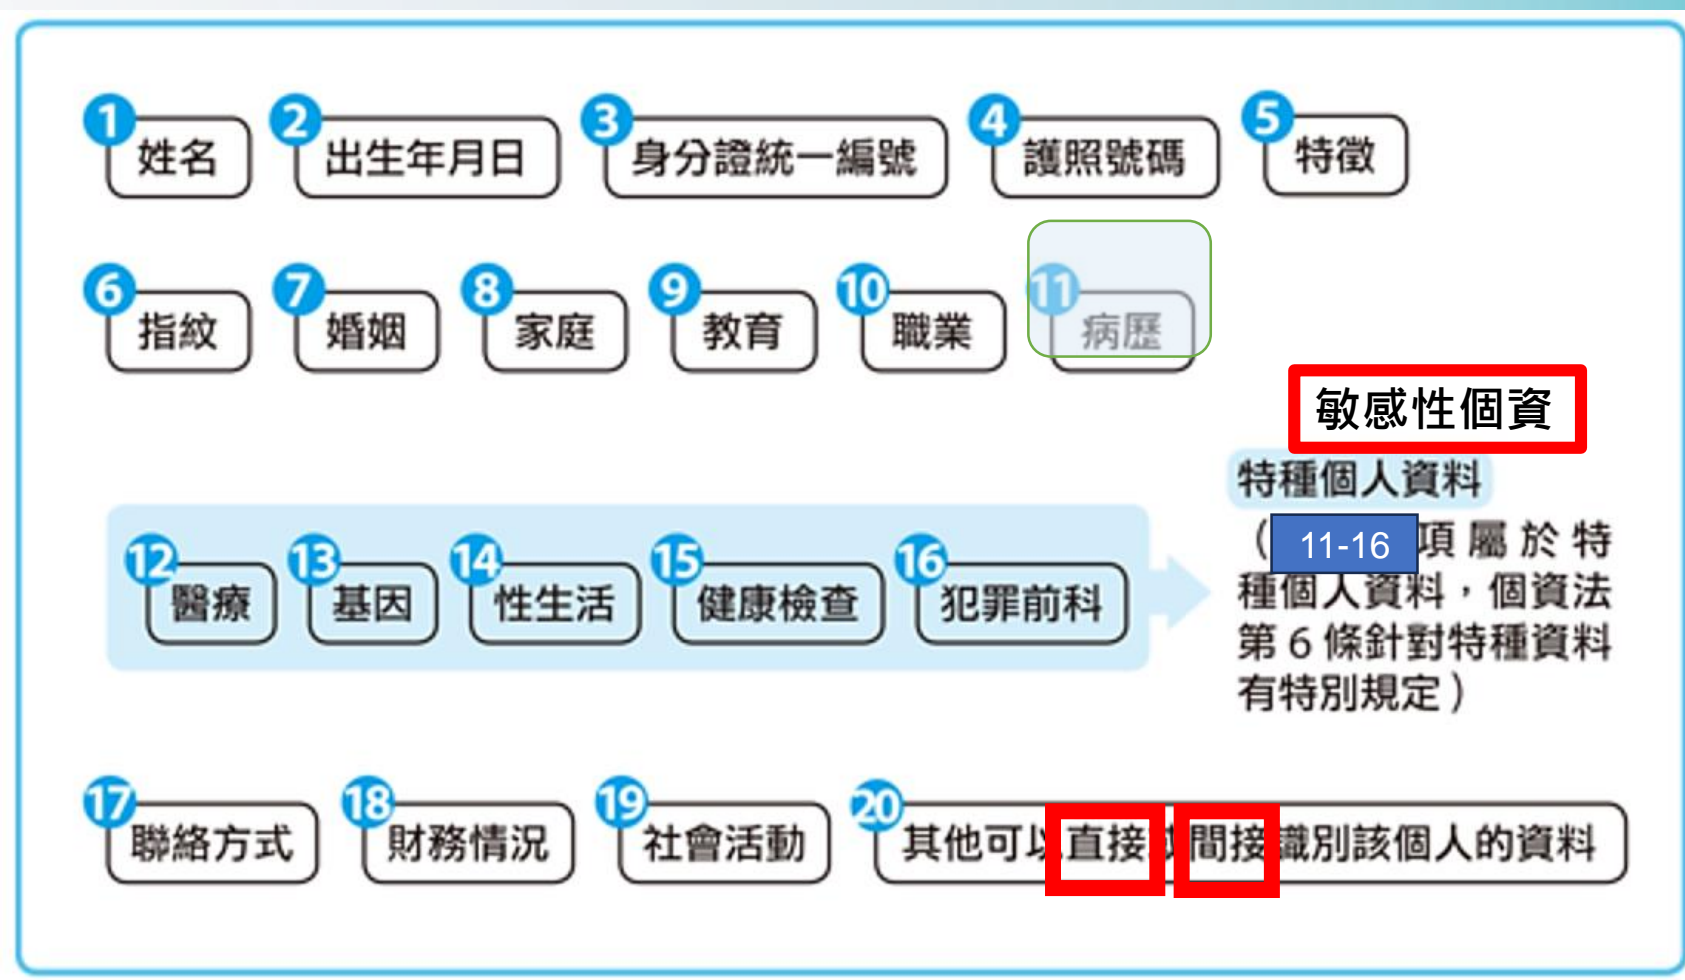 1 姓名 2 出生年月日 3 身分證統一編號 4 護照號碼 5 特徵
6 指紋 7 婚姻 8 家庭 9 教育 10 職業 11 病歷
敏感性個資
特種個人資料
( 11-16 項屬於特
種個人資料，個資法
第6條針對特種資料
有特別規定)
12 醫療 13 基因 14 性生活 15 健康檢查 16 犯罪前科
17 聯絡方式 18 財務情況 19 社會活動 20 其他可以直接或間接識別該個人的資料